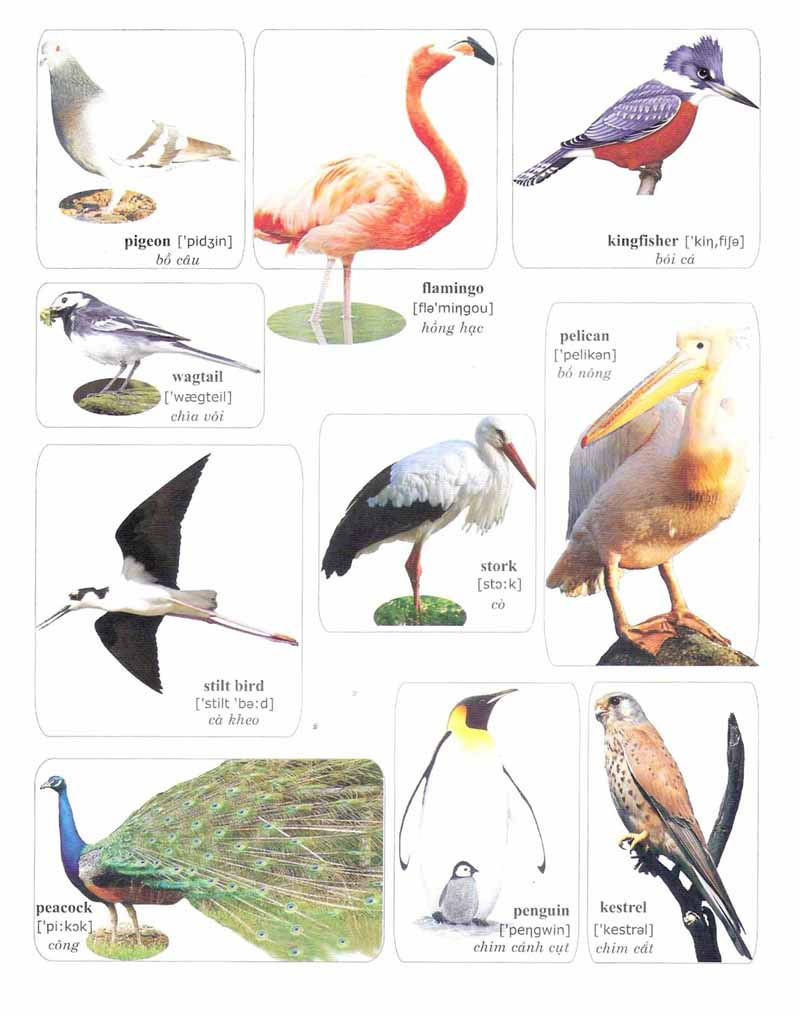 pigeon ['pidʒin]
bồ câu
flamingo
[flə'miŋgou]
hồng hạc
kingfisher ['kiŋ,fiʃə]
bói cá
wagtail
['wægteil]
chìa vôi
pelican
['pelikən]
bồ nông
stork
[stɔ:k]
cò
stilt bird
['stilt 'bə:d]
cà kheo
peacock
['pi:kɔk]
công
penguin
['peŋgwin]
chim cánh cụt
kestrel
['kestrəl]
chim cắt